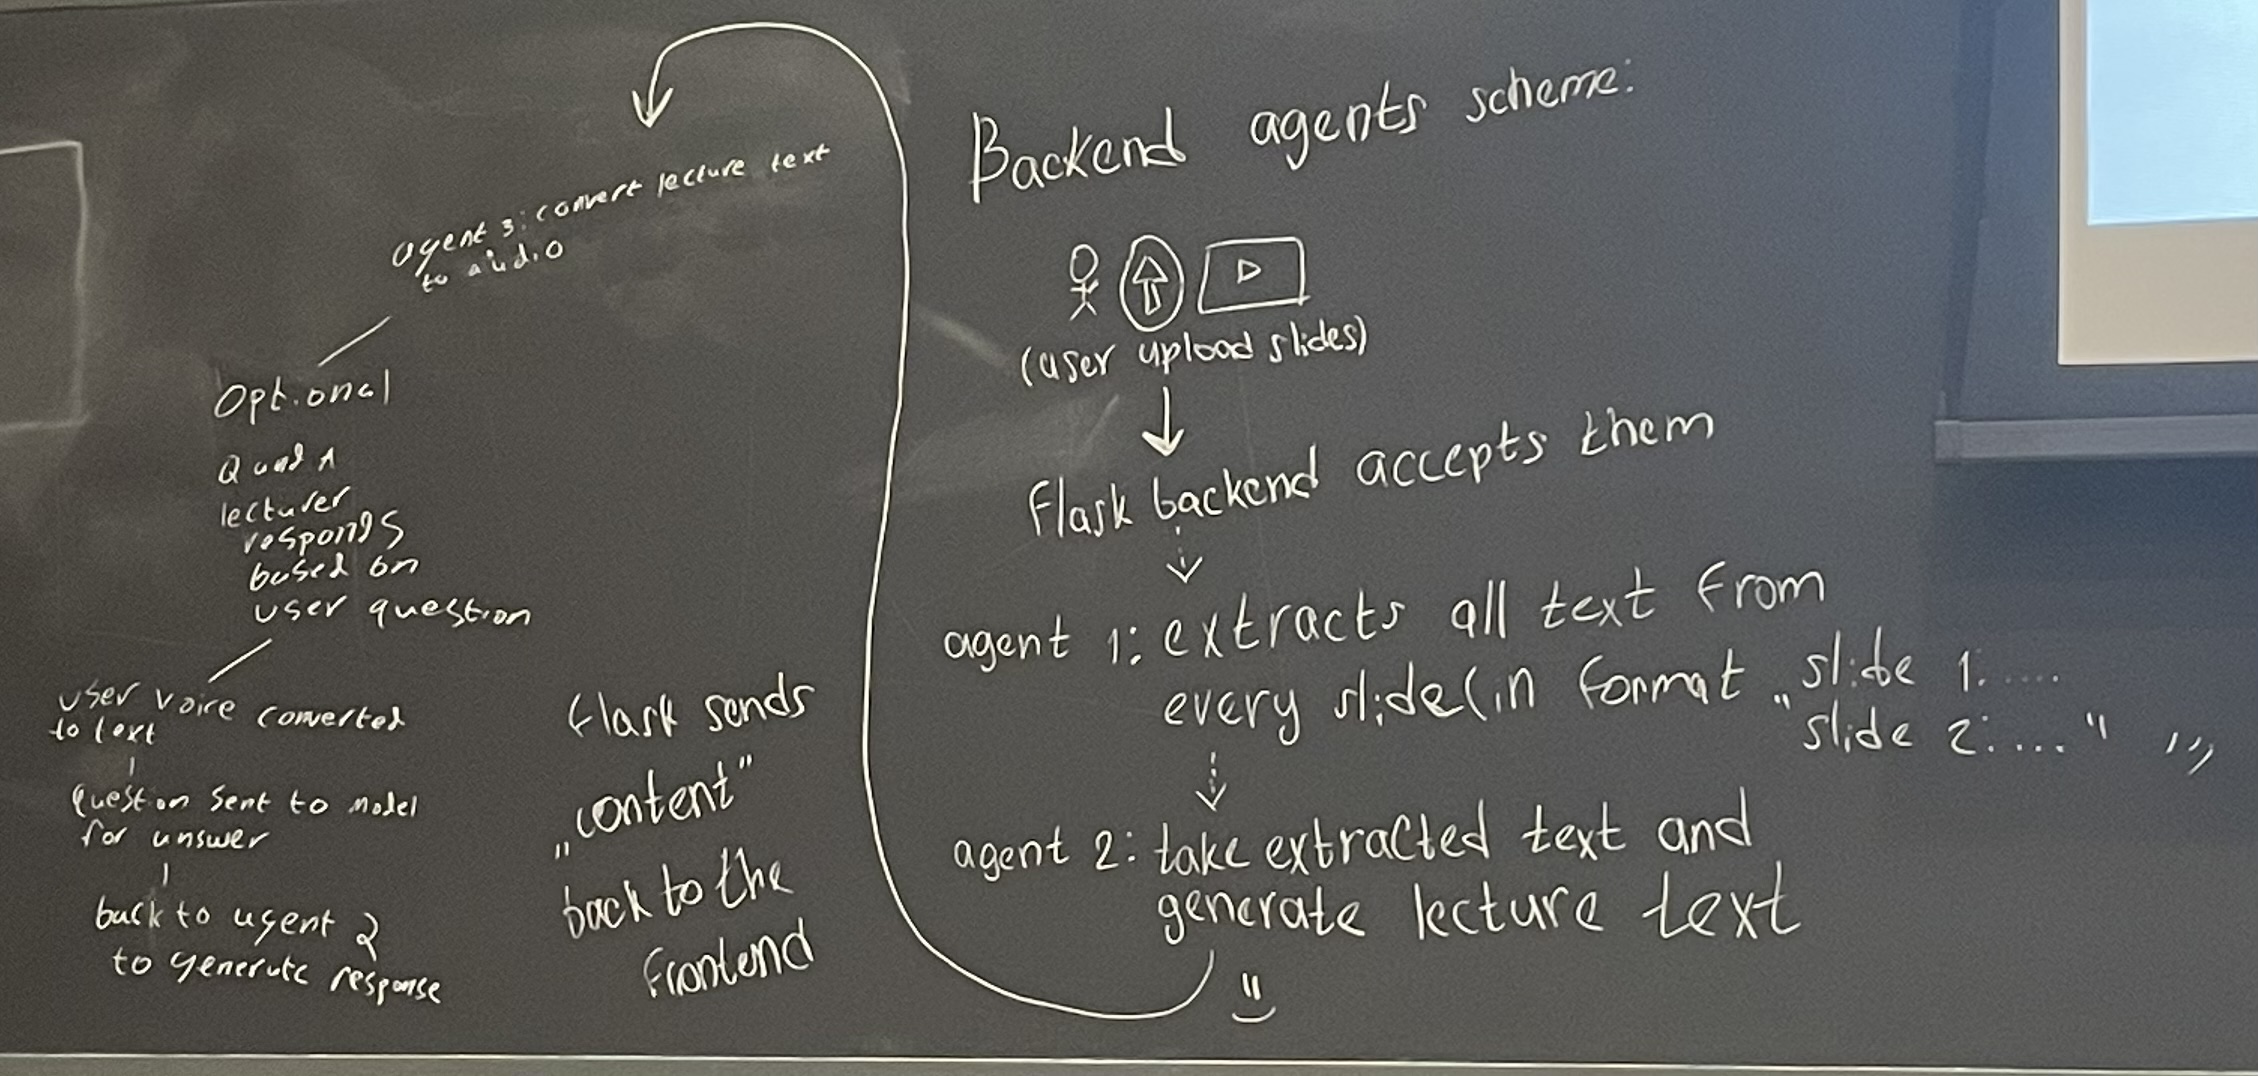 Backend agents scheme:
(user upload slides)
Flask backend accepts them
agent 1: extracts all text from
every slide (in format „slide 1:.....
slide 2:....")
agent 2: take extracted text and
generate lecture text
agent 3: convert lecture text
to audio
Optional
Q and A
lecturer
responds
based on
user question
user voice converted
to text
question sent to model
for answer
back to agent 2
to generate response
flask sends
„content"
back to the
frontend